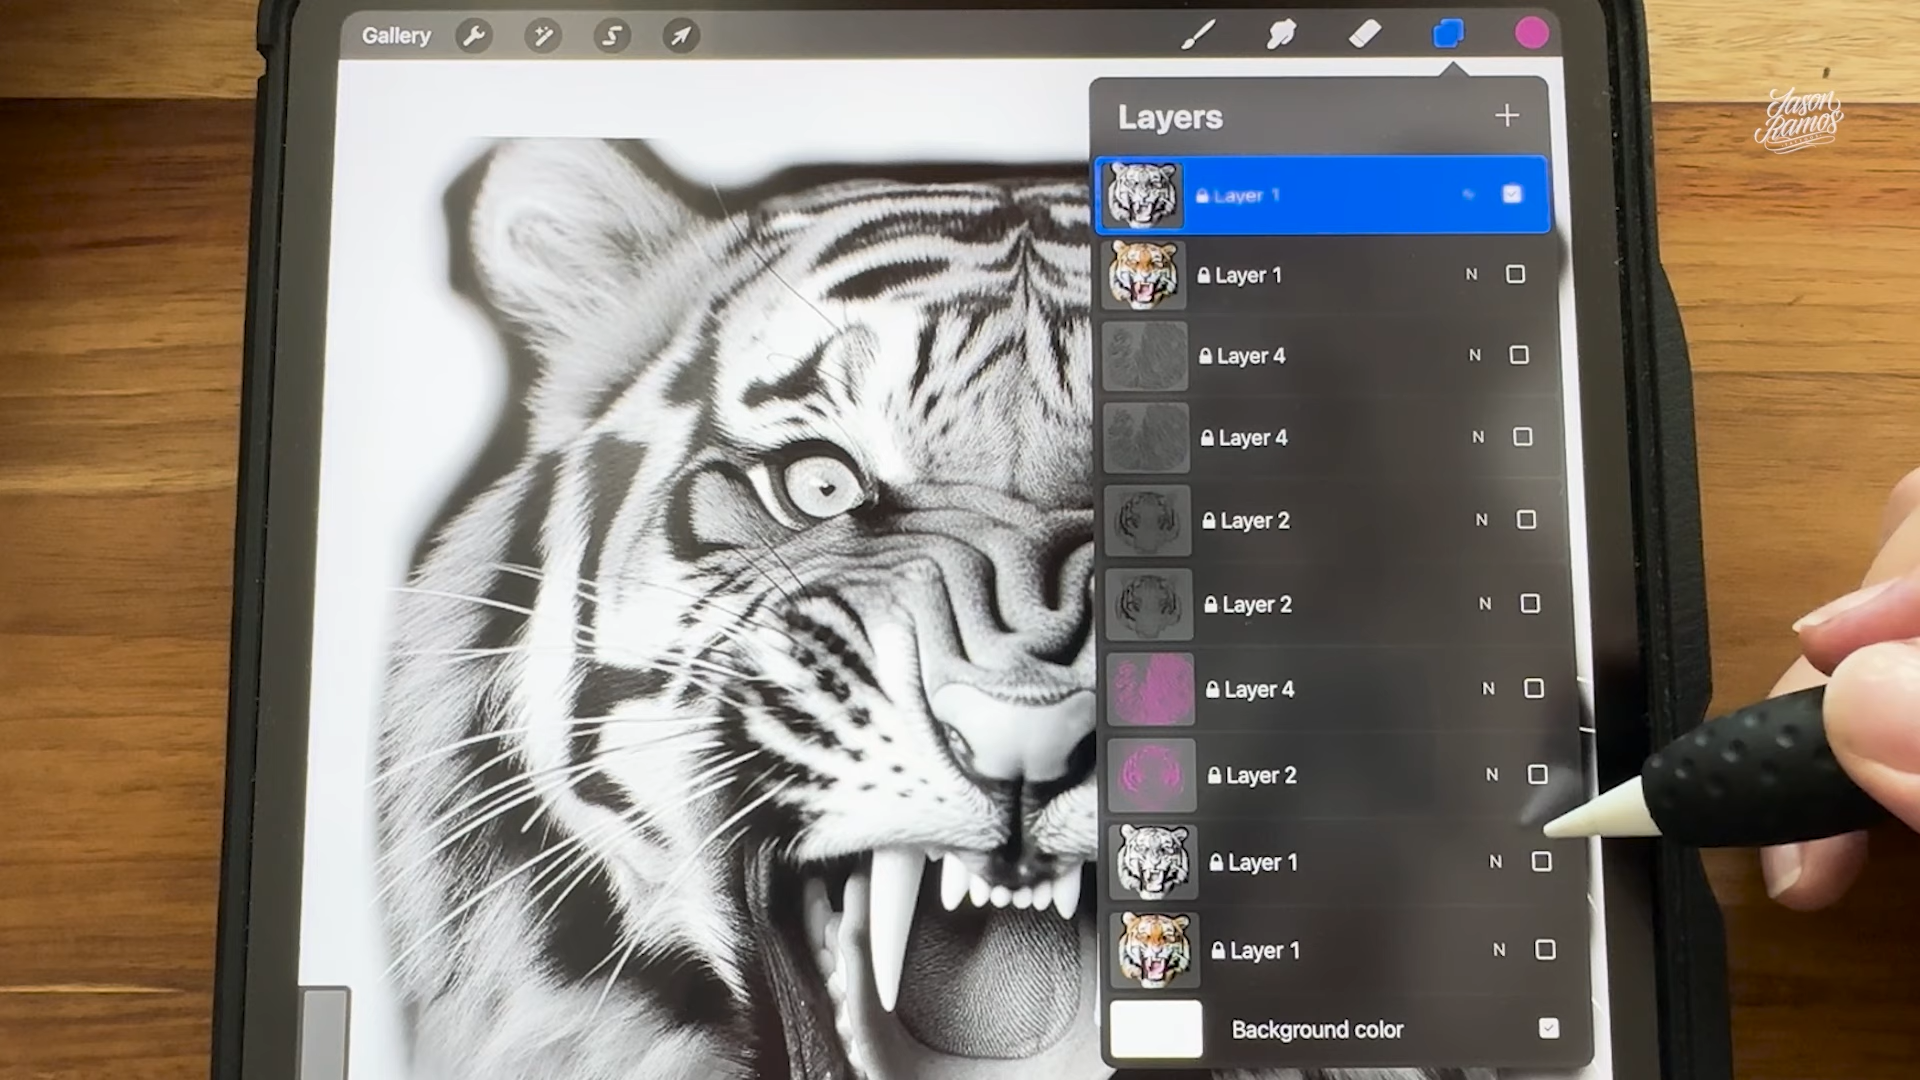 Gallery
Jason
Ramos
Layers
Layer 1
Layer 1 N
Layer 4 N
Layer 4 N
Layer 2 N
Layer 2 N
Layer 4 N
Layer 2 N
Layer 1 N
Layer 1 N
Background color